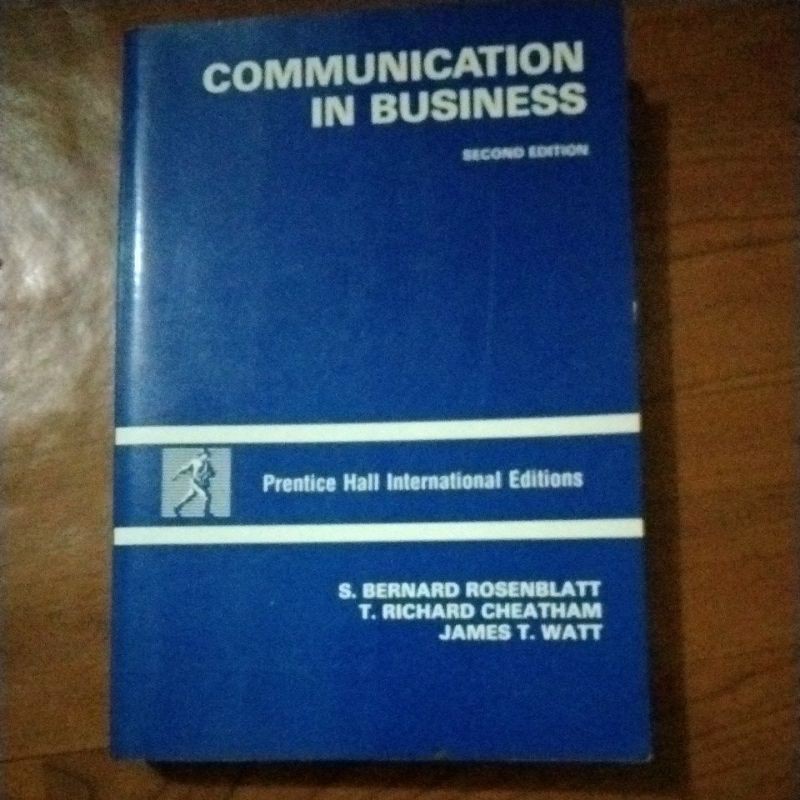 COMMUNICATION
IN BUSINESS
SECOND EDITION
Prentice Hall International Editions
S. BERNARD ROSENBLATT
T. RICHARD CHEATHAM
JAMES T. WATT